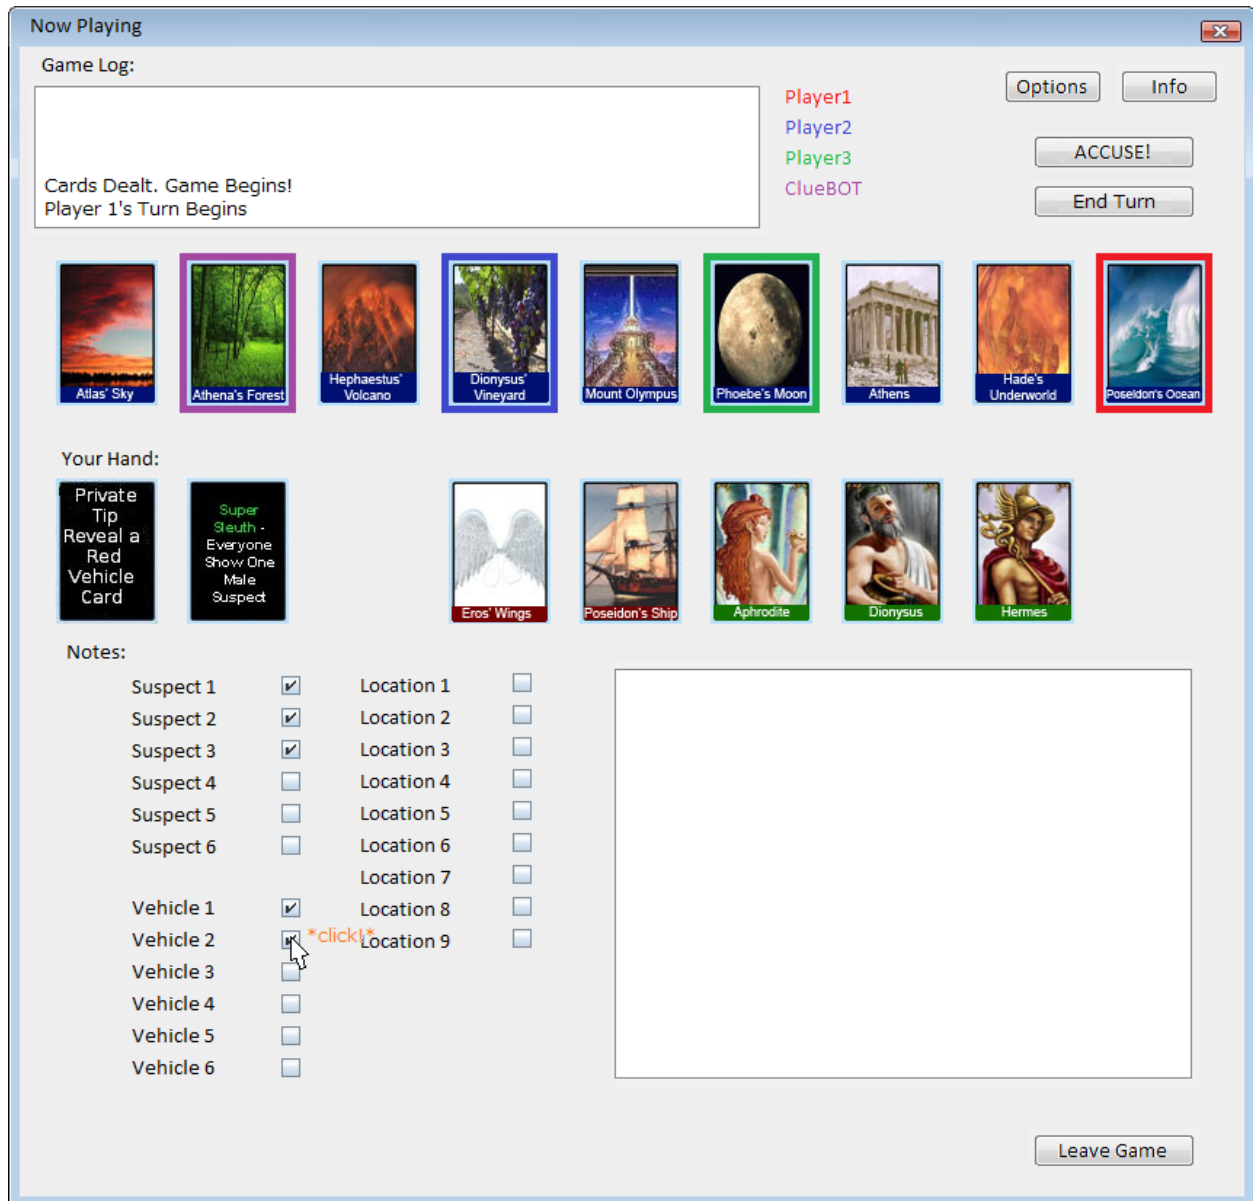 Now Playing
Game Log:
Options
Info
Player1
Player2
Player3
ClueBOT
ACCUSE!
End Turn
Cards Dealt. Game Begins!
Player 1's Turn Begins
Atlas' Sky
Athena's Forest
Hephaestus'
Volcano
Dionysus'
Vineyard
Mount Olympus
Phoebe's Moon
Athens
Hade's
Underworld
Poseidon's Ocean
Your Hand:
Private
Tip
Reveal a
Red
Vehicle
Card
Super
Sleuth -
Everyone
Show One
Male
Suspect
Eros' Wings
Poseidon's Ship
Aphrodite
Dionysus
Hermes
Notes:
Suspect 1
Suspect 2
Suspect 3
Suspect 4
Suspect 5
Suspect 6
Vehicle 1
Vehicle 2
*click!*
Vehicle 3
Vehicle 4
Vehicle 5
Vehicle 6
Location 1
Location 2
Location 3
Location 4
Location 5
Location 6
Location 7
Location 8
Location 9
Leave Game